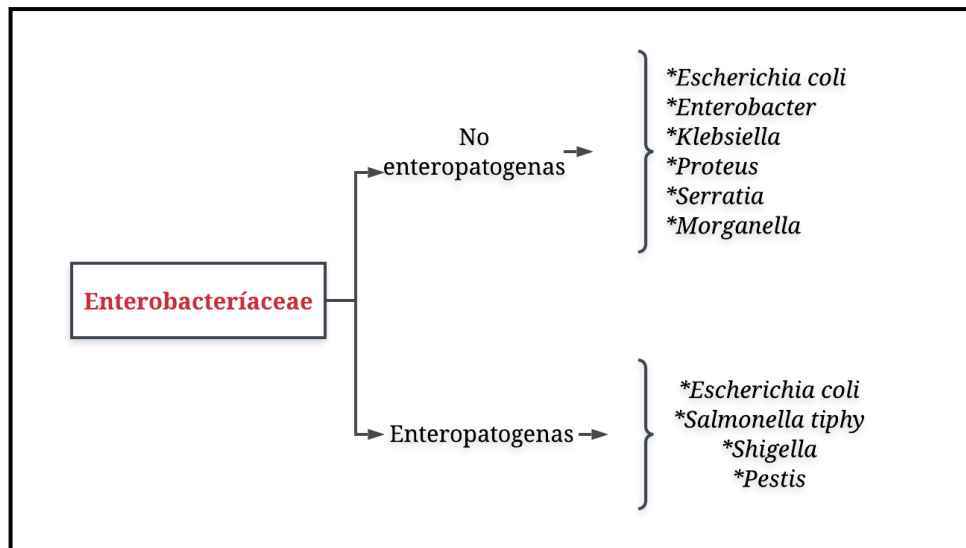 No
enteropatogenas
*Escherichia coli
*Enterobacter
*Klebsiella
*Proteus
*Serratia
*Morganella
Enterobacteríaceae
Enteropatogenas
*Escherichia coli
*Salmonella tiphy
*Shigella
*Pestis